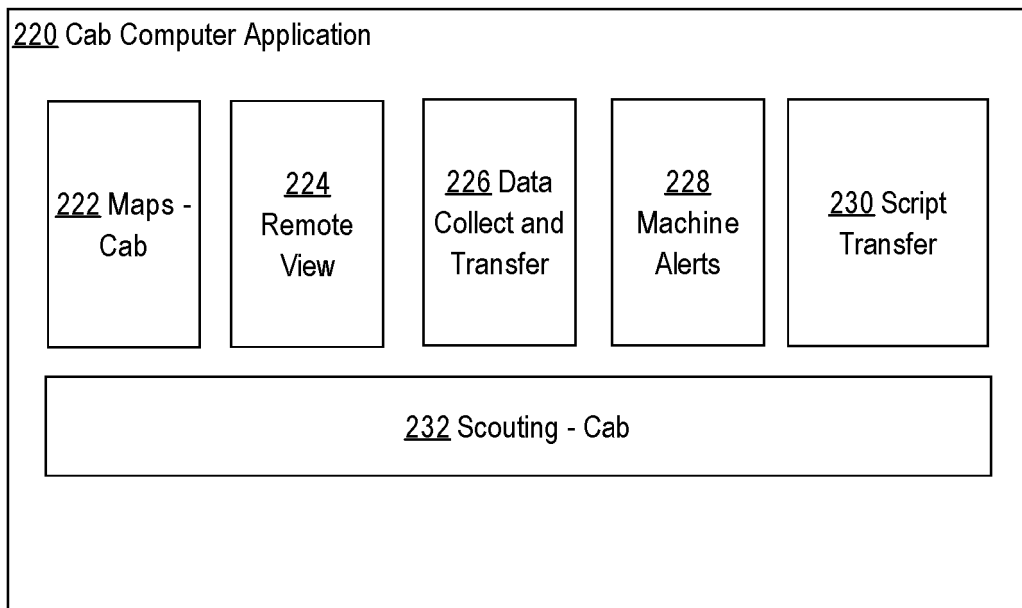 220 Cab Computer Application
222 Maps -
Cab
224
Remote
View
226 Data
Collect and
Transfer
228
Machine
Alerts
230 Script
Transfer
232 Scouting - Cab